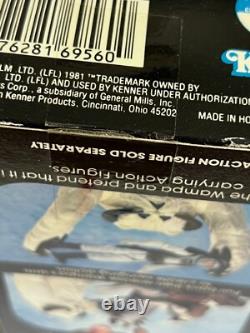 76281 69560
LM LTD. (LFL) 1981 ™TRADEMARK OWNED BY
TD. (LFL) AND USED BY KENNER UNDER AUTHORIZATION
s Corp., a subsidiary of General Mills, Inc.
n Kenner Products, Cincinnati, Ohio 45202
MADE IN HO
K
ACTION FIGURE SOLD SEPARATELY
he Wampa and pretend that it i
carrying Action Figures.